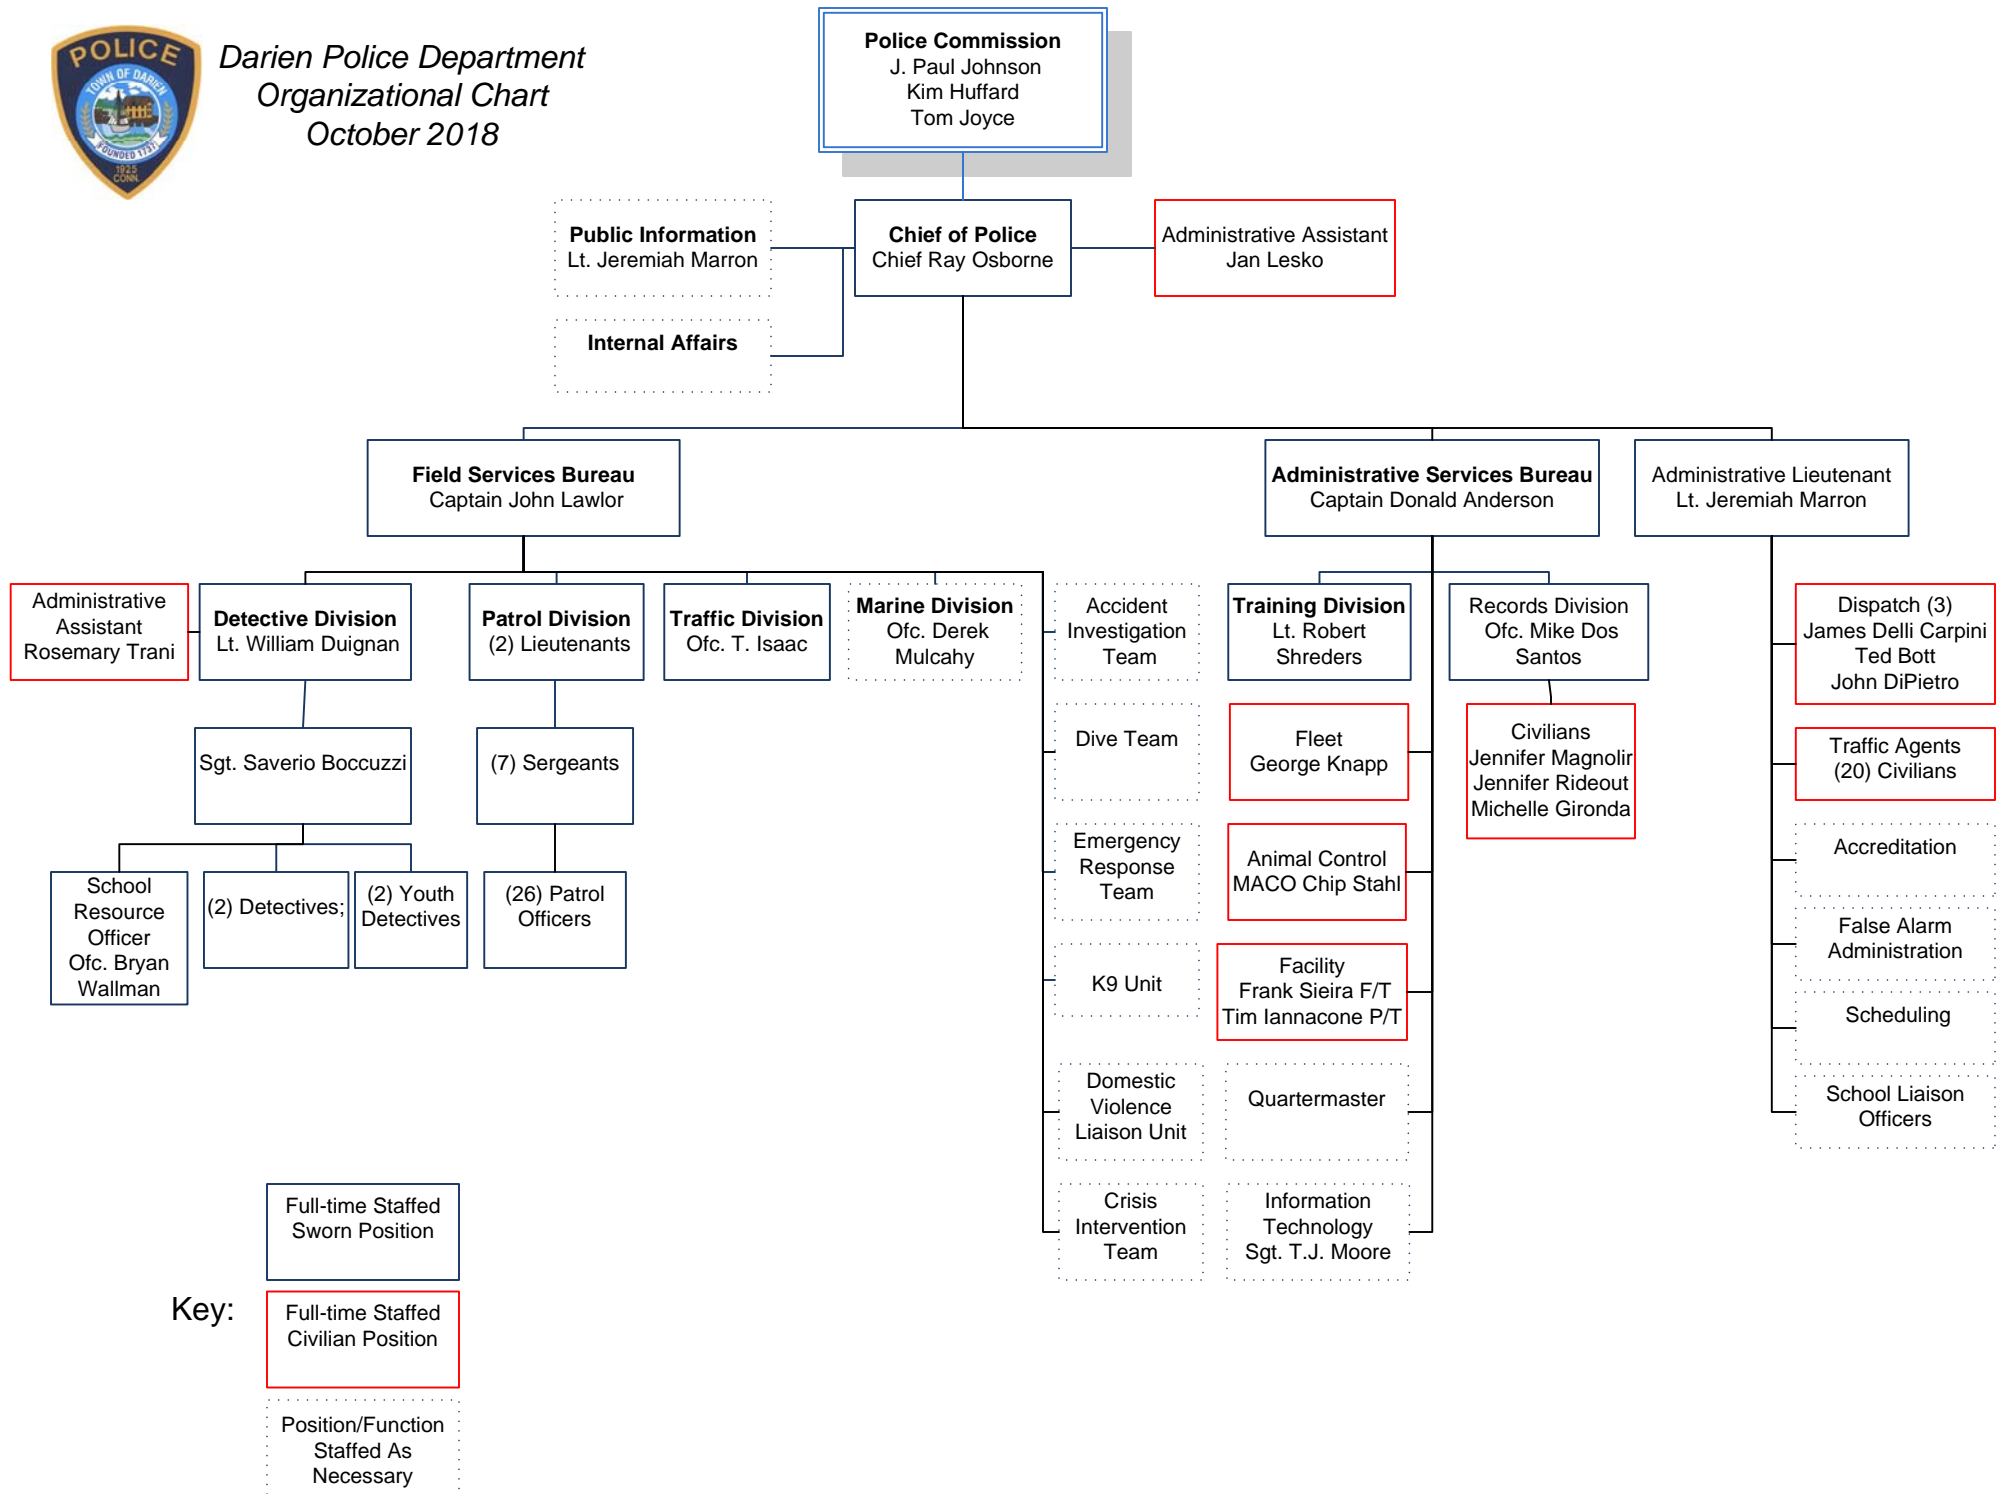 POLICE
TOWN OF DARIEN
FOUNDED 1737
1925
CONN.
Darien Police Department
Organizational Chart
October 2018
Police Commission
J. Paul Johnson
Kim Huffard
Tom Joyce
Public Information
Lt. Jeremiah Marron
Chief of Police
Chief Ray Osborne
Administrative Assistant
Jan Lesko
Internal Affairs
Field Services Bureau
Captain John Lawlor
Administrative Services Bureau
Captain Donald Anderson
Administrative Lieutenant
Lt. Jeremiah Marron
Administrative
Assistant
Rosemary Trani
Detective Division
Lt. William Duignan
Patrol Division
(2) Lieutenants
Traffic Division
Ofc. T. Isaac
Marine Division
Ofc. Derek
Mulcahy
Accident
Investigation
Team
Training Division
Lt. Robert
Shreders
Records Division
Ofc. Mike Dos
Santos
Dispatch (3)
James Delli Carpini
Ted Bott
John DiPietro
Sgt. Saverio Boccuzzi
(7) Sergeants
Dive Team
Fleet
George Knapp
Civilians
Jennifer Magnolir
Jennifer Rideout
Michelle Gironda
Traffic Agents
(20) Civilians
School
Resource
Officer
Ofc. Bryan
Wallman
(2) Detectives;
(2) Youth
Detectives
(26) Patrol
Officers
Emergency
Response
Team
Animal Control
MACO Chip Stahl
Accreditation
K9 Unit
Facility
Frank Sieira F/T
Tim Iannacone P/T
False Alarm
Administration
Scheduling
Domestic
Violence
Liaison Unit
Quartermaster
School Liaison
Officers
Crisis
Intervention
Team
Information
Technology
Sgt. T.J. Moore
Key:
Full-time Staffed
Sworn Position
Full-time Staffed
Civilian Position
Position/Function
Staffed As
Necessary